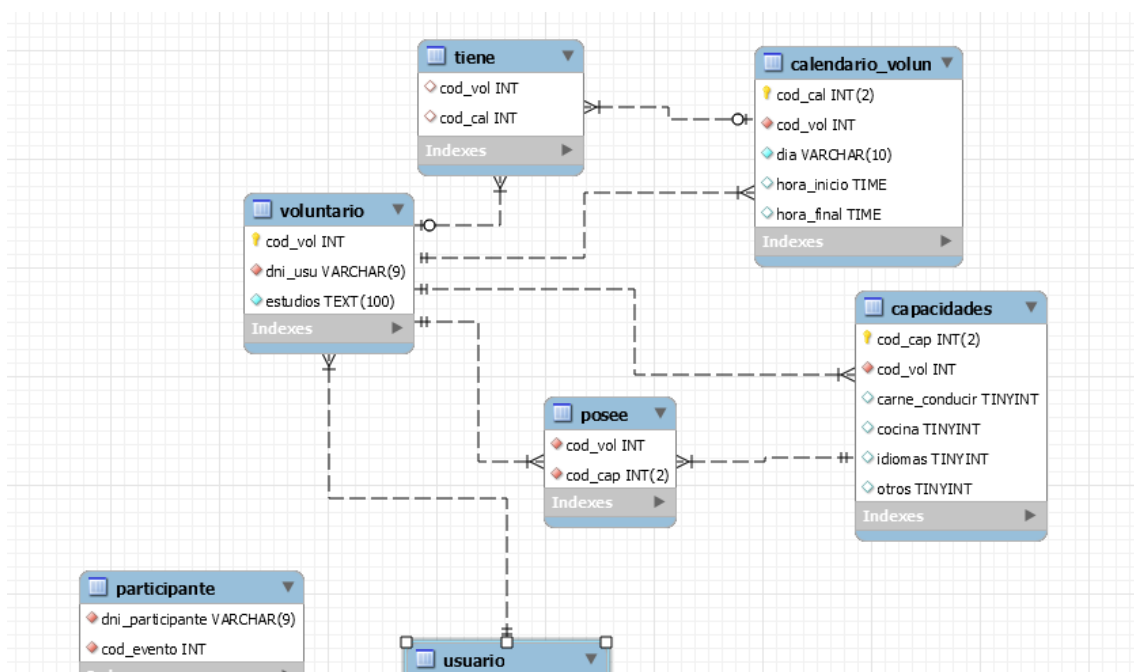 tiene
cod_vol INT
cod_cal INT
Indexes
calendario_volun
cod_cal INT(2)
cod_vol INT
dia VARCHAR(10)
hora_inicio TIME
hora_final TIME
Indexes
voluntario
cod_vol INT
dni_usu VARCHAR(9)
estudios TEXT(100)
Indexes
capacidades
cod_cap INT(2)
cod_vol INT
carne_conducir TINYINT
cocina TINYINT
idiomas TINYINT
otros TINYINT
Indexes
posee
cod_vol INT
cod_cap INT(2)
Indexes
participante
dni_participante VARCHAR(9)
cod_evento INT
usuario